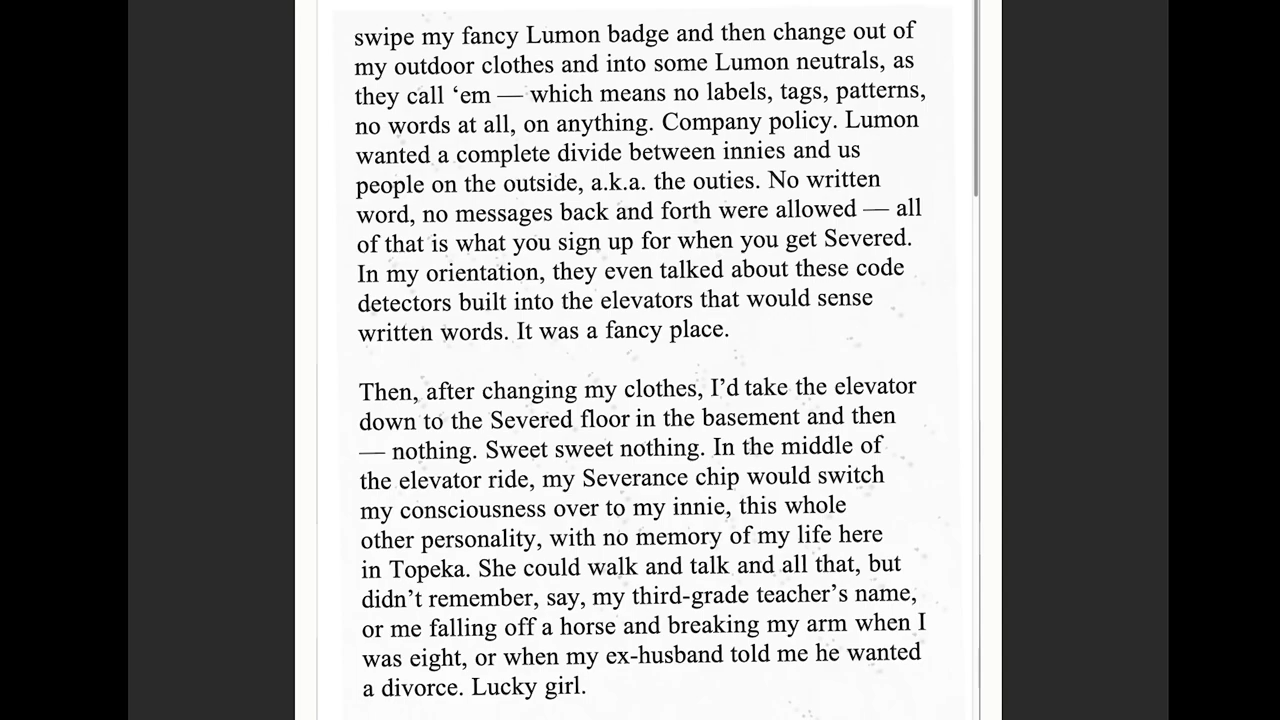 swipe my fancy Lumon badge and then change out of
my outdoor clothes and into some Lumon neutrals, as
they call ‘em — which means no labels, tags, patterns,
no words at all, on anything. Company policy. Lumon
wanted a complete divide between innies and us
people on the outside, a.k.a. the outies. No written
word, no messages back and forth were allowed — all
of that is what you sign up for when you get Severed.
In my orientation, they even talked about these code
detectors built into the elevators that would sense
written words. It was a fancy place.
Then, after changing my clothes, I’d take the elevator
down to the Severed floor in the basement and then
— nothing. Sweet sweet nothing. In the middle of
the elevator ride, my Severance chip would switch
my consciousness over to my innie, this whole
other personality, with no memory of my life here
in Topeka. She could walk and talk and all that, but
didn’t remember, say, my third-grade teacher’s name,
or me falling off a horse and breaking my arm when I
was eight, or when my ex-husband told me he wanted
a divorce. Lucky girl.